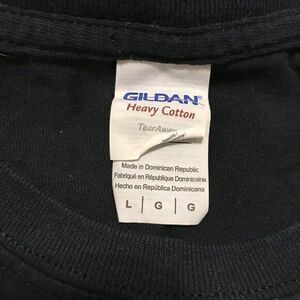 GILDAN®
Heavy Cotton
TearAway
Made in Dominican Republic
Fabriqué en République Dominicaine
Hecho en República Dominicana
L | G | G